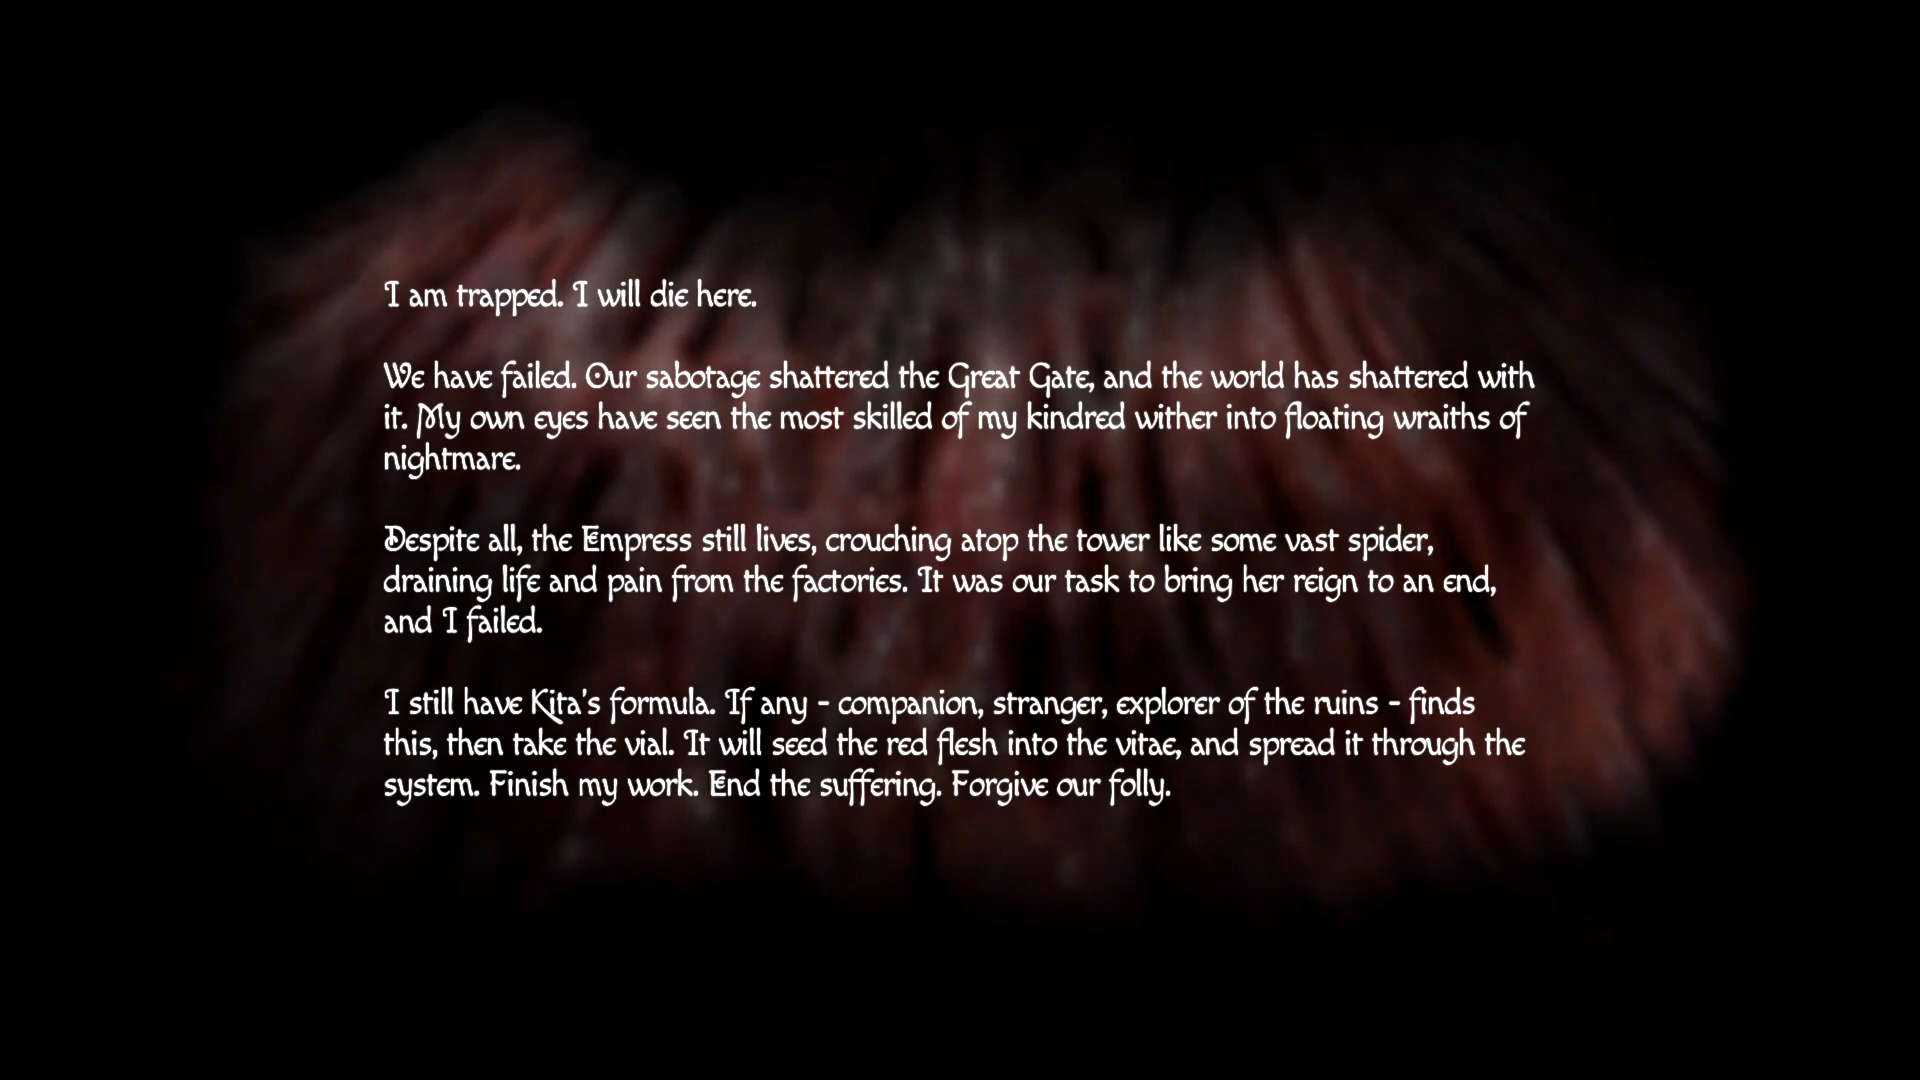 I am trapped. I will die here.
We have failed. Our sabotage shattered the Great Gate, and the world has shattered with
it. My own eyes have seen the most skilled of my kindred wither into floating wraiths of
nightmare.
Despite all, the Empress still lives, crouching atop the tower like some vast spider,
draining life and pain from the factories. It was our task to bring her reign to an end,
and I failed.
I still have Kita's formula. If any - companion, stranger, explorer of the ruins - finds
this, then take the vial. It will seed the red flesh into the vitae, and spread it through the
system. Finish my work. End the suffering. Forgive our folly.